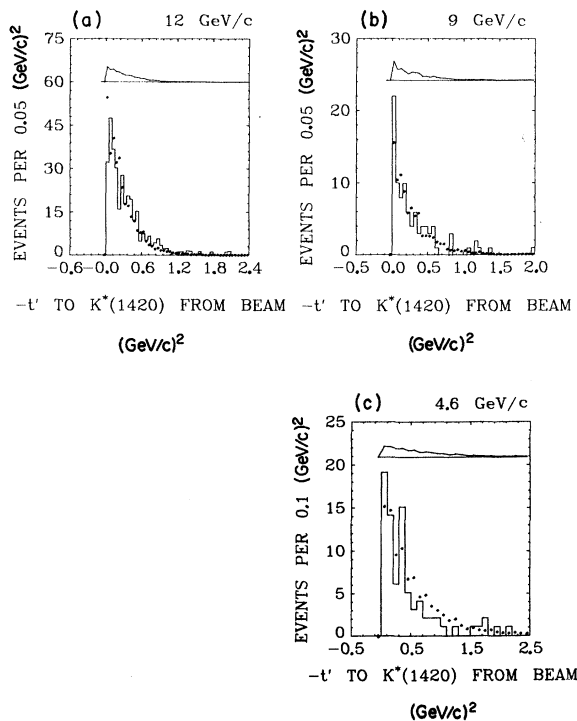 (a) 12 GeV/c
EVENTS PER 0.05 (GeV/c)²
75
60
45
30
15
0
−0.6 −0.0 0.6 1.2 1.8 2.4
−t′ TO K*(1420) FROM BEAM
(GeV/c)²
(b) 9 GeV/c
EVENTS PER 0.05 (GeV/c)²
30
20
10
0
−0.5 0.0 0.5 1.0 1.5 2.0
−t′ TO K*(1420) FROM BEAM
(GeV/c)²
(c) 4.6 GeV/c
EVENTS PER 0.1 (GeV/c)²
25
20
15
10
5
0
−0.5 0.5 1.5 2.5
−t′ TO K*(1420) FROM BEAM
(GeV/c)²